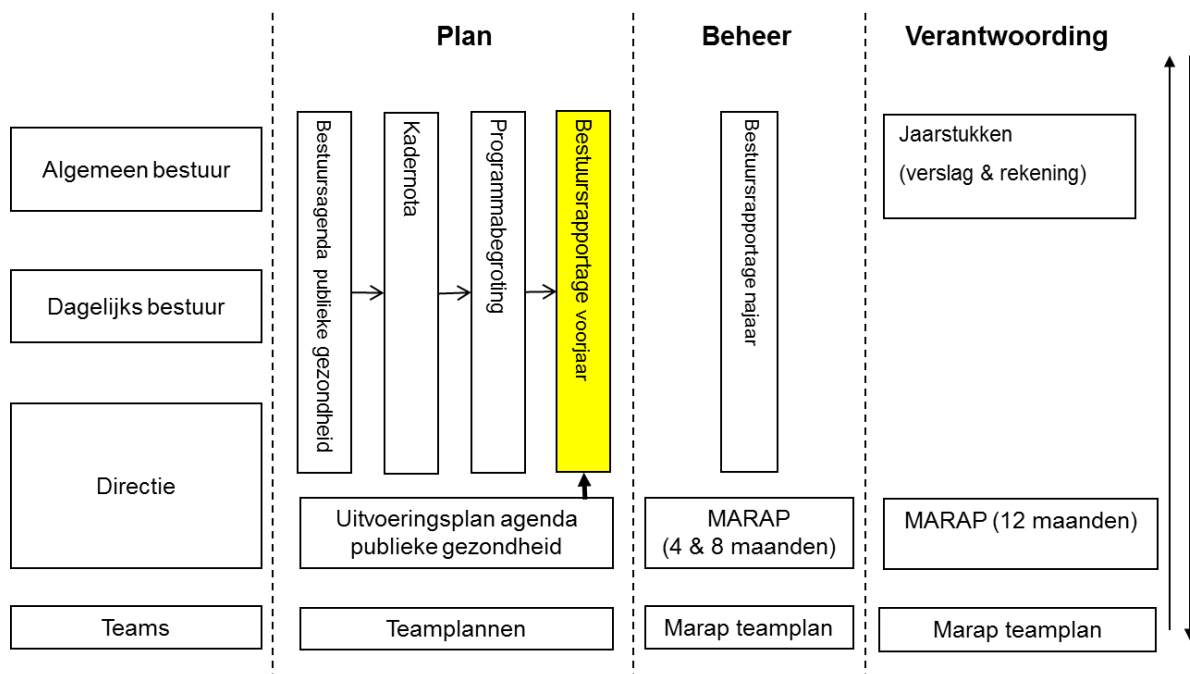 Plan
Beheer
Verantwoording
Algemeen bestuur
Dagelijks bestuur
Directie
Teams
Bestuursagenda publieke gezondheid
Kadernota
Programmabegroting
Bestuursrapportage voorjaar
Uitvoeringsplan agenda
publieke gezondheid
Teamplannen
Bestuursrapportage najaar
MARAP
(4 & 8 maanden)
Marap teamplan
Jaarstukken
(verslag & rekening)
MARAP (12 maanden)
Marap teamplan